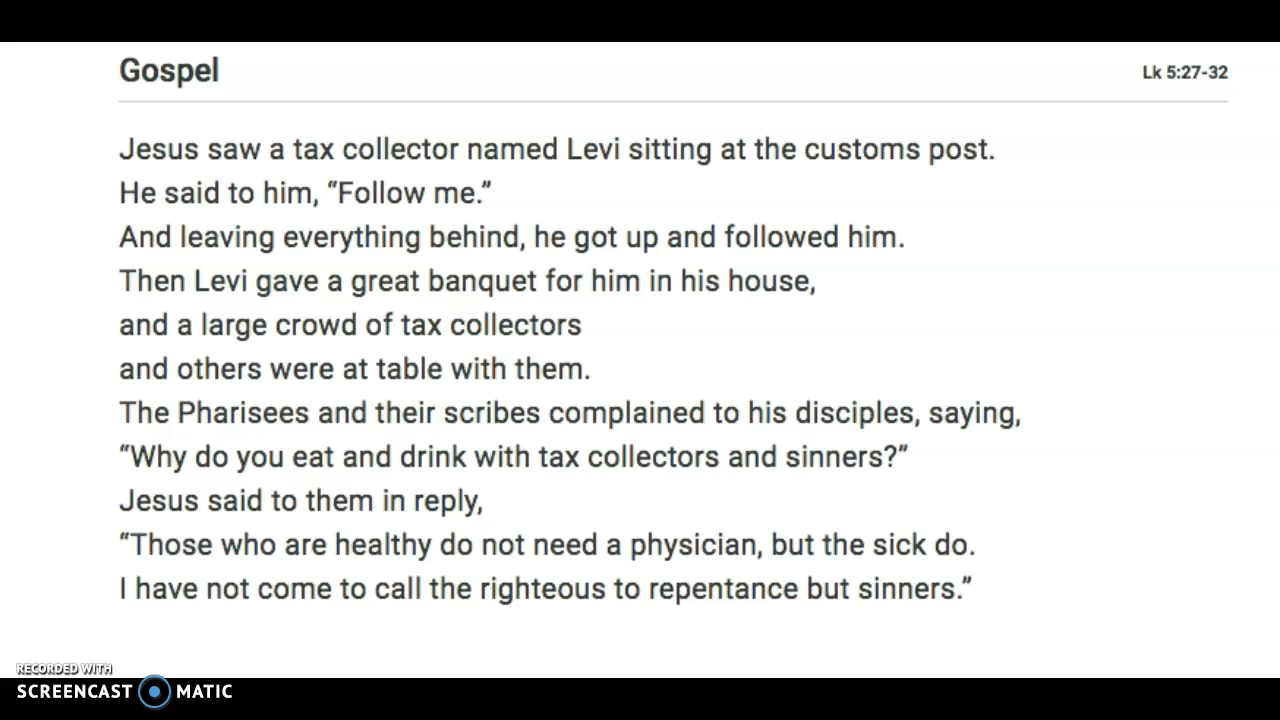 Gospel
Lk 5:27-32
Jesus saw a tax collector named Levi sitting at the customs post.
He said to him, “Follow me.”
And leaving everything behind, he got up and followed him.
Then Levi gave a great banquet for him in his house,
and a large crowd of tax collectors
and others were at table with them.
The Pharisees and their scribes complained to his disciples, saying,
“Why do you eat and drink with tax collectors and sinners?”
Jesus said to them in reply,
“Those who are healthy do not need a physician, but the sick do.
I have not come to call the righteous to repentance but sinners.”
RECORDED WITH
SCREENCAST MATIC